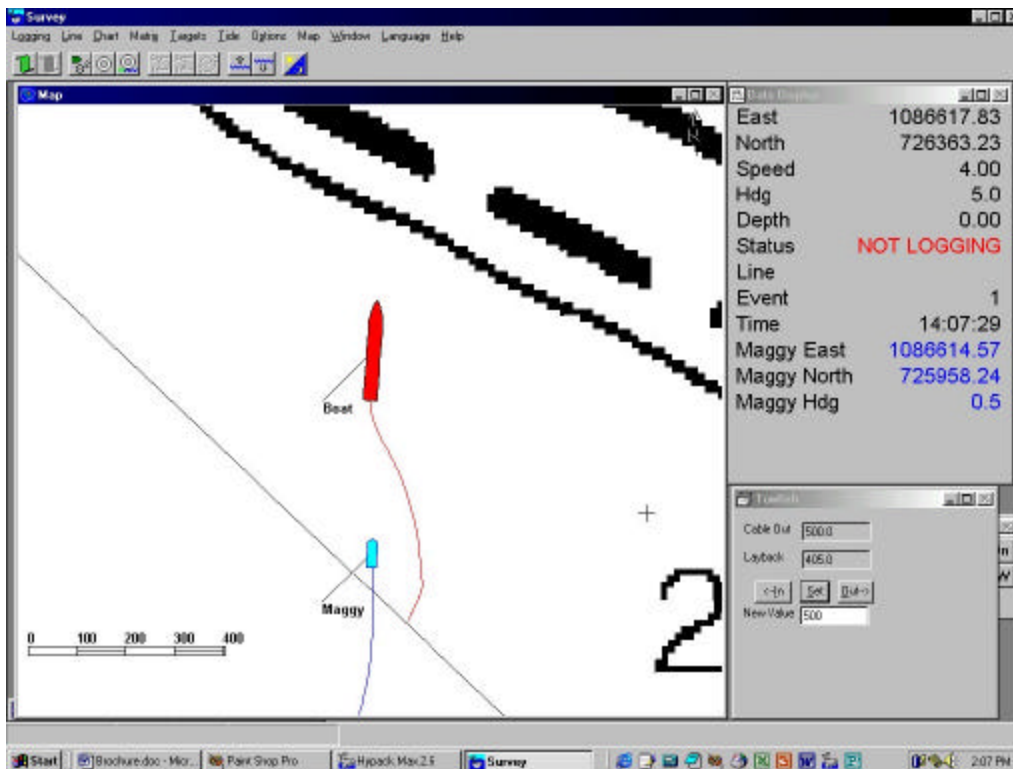 Survey
Logging Line Chart Matrix Targets Tide Options Map Window Language Help
Map
N
Boat
Maggy
0 100 200 300 400
2
Data Display
East 1086617.83
North 726363.23
Speed 4.00
Hdg 5.0
Depth 0.00
Status NOT LOGGING
Line
Event 1
Time 14:07:29
Maggy East 1086614.57
Maggy North 725958.24
Maggy Hdg 0.5
Towfish
Cable Out 500.0
Layback 405.0
<-In Set Out->
New Value 500
Start Brochure.doc - Micr... Paint Shop Pro Hypack Max 2.6 Survey 2:07 PM